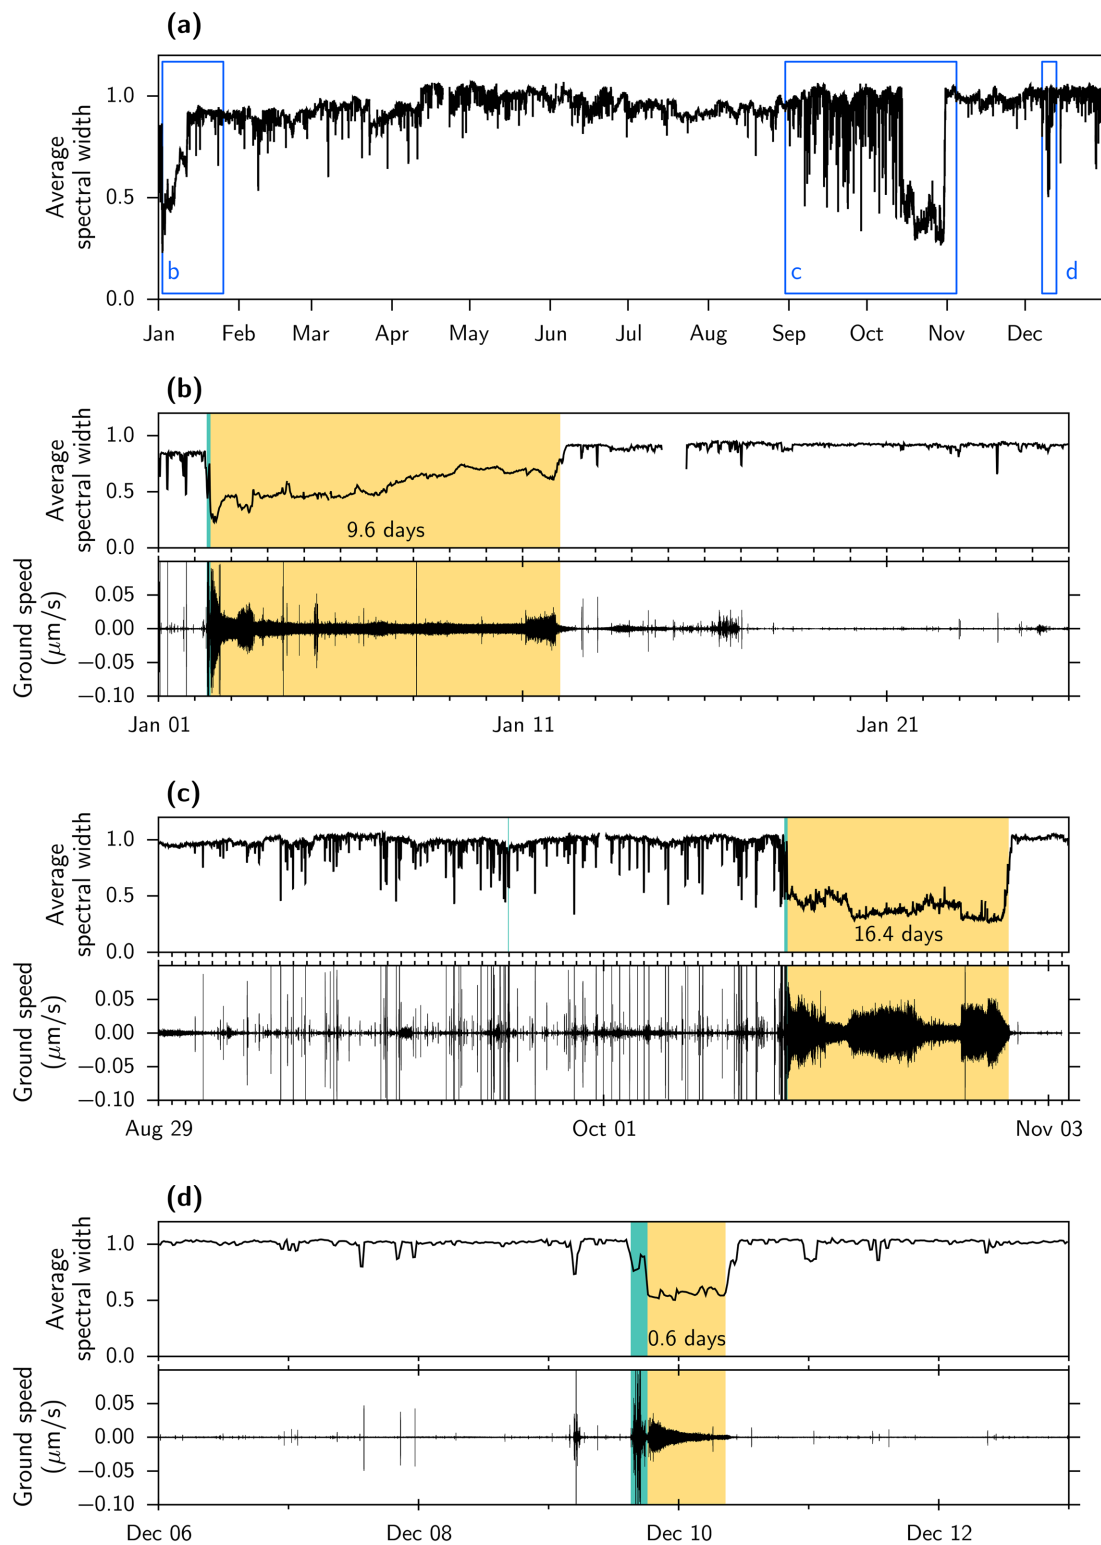 (a)
Average
spectral width
1.0
0.5
0.0
b
c
d
Jan Feb Mar Apr May Jun Jul Aug Sep Oct Nov Dec
(b)
Average
spectral width
1.0
0.5
0.0
9.6 days
Ground speed
(μm/s)
0.05
0.00
−0.05
−0.10
Jan 01 Jan 11 Jan 21
(c)
Average
spectral width
1.0
0.5
0.0
16.4 days
Ground speed
(μm/s)
0.05
0.00
−0.05
−0.10
Aug 29 Oct 01 Nov 03
(d)
Average
spectral width
1.0
0.5
0.0
0.6 days
Ground speed
(μm/s)
0.05
0.00
−0.05
−0.10
Dec 06 Dec 08 Dec 10 Dec 12